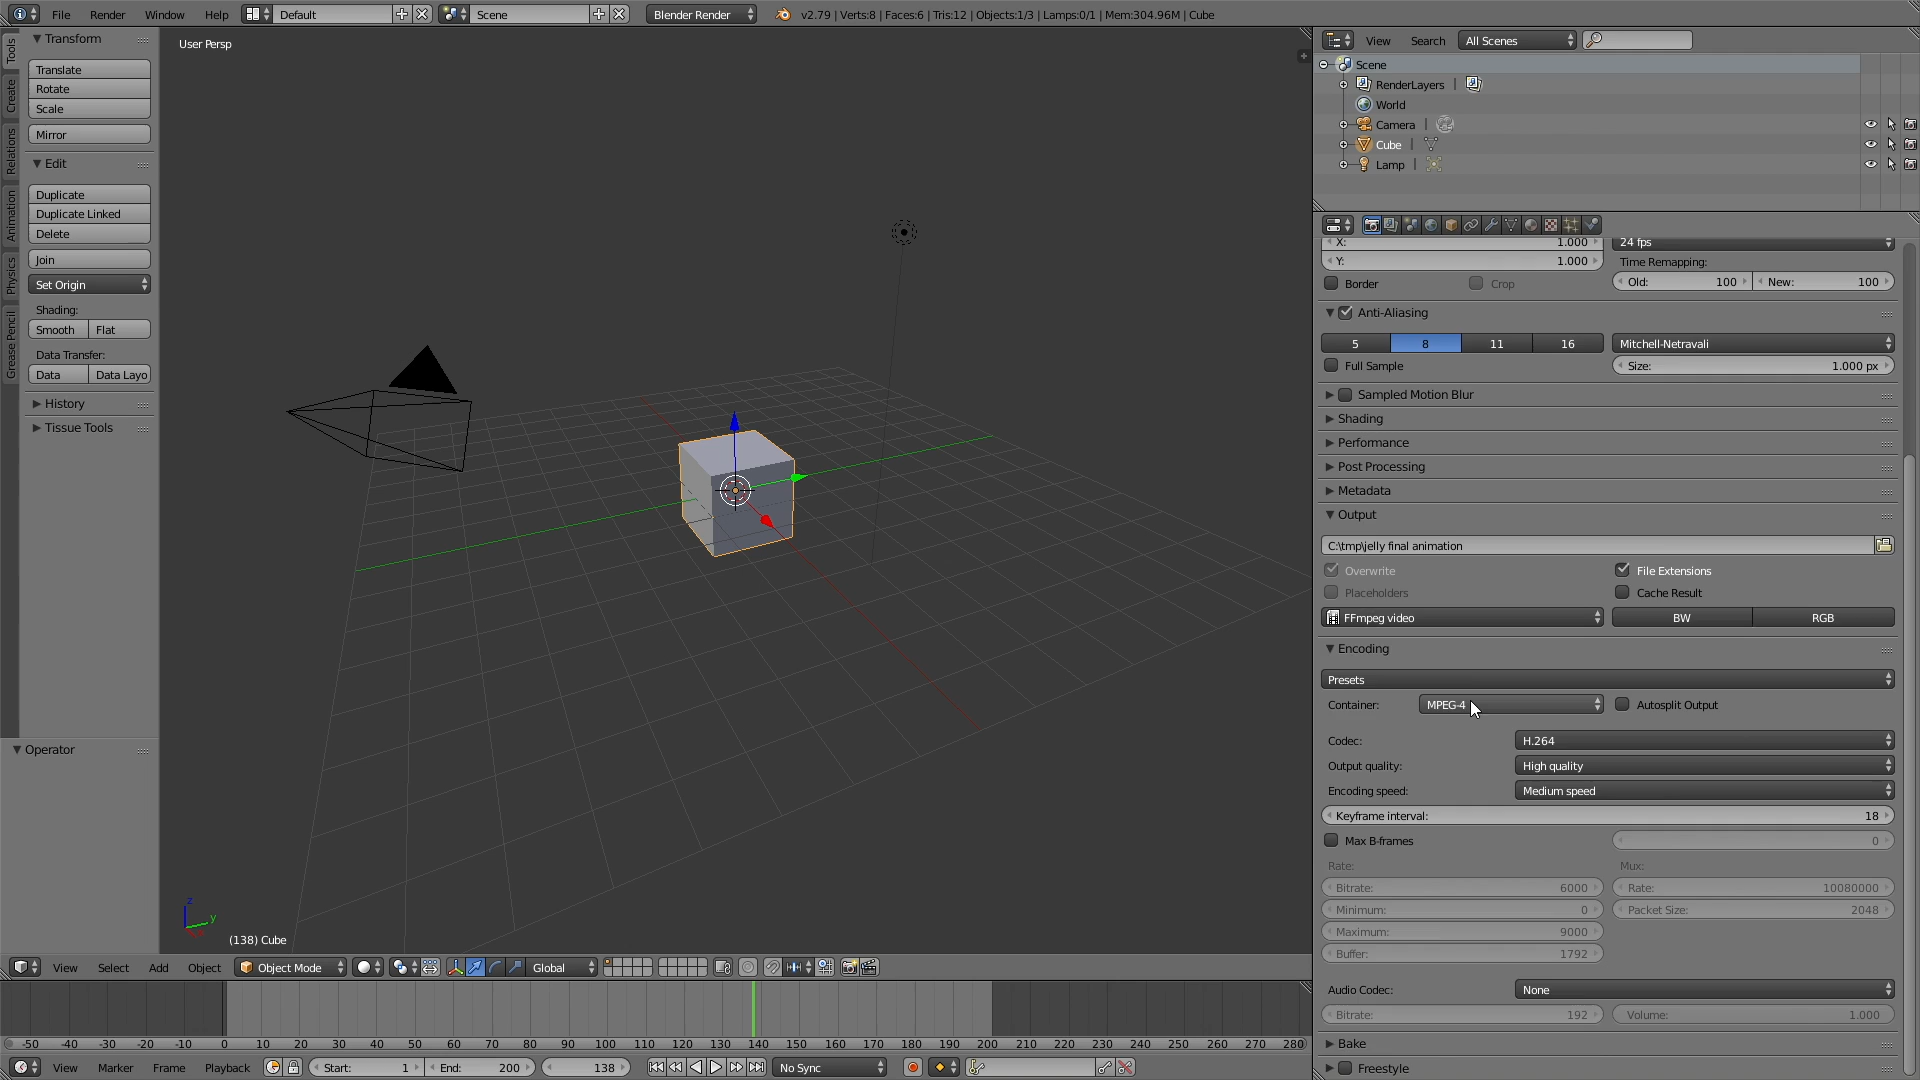 File Render Window Help Default Scene Blender Render v2.79 | Verts:8 | Faces:6 | Tris:12 | Objects:1/3 | Lamps:0/1 | Mem:304.96M | Cube
Tools
Create
Relations
Animation
Physics
Grease Pencil
Transform
Translate
Rotate
Scale
Mirror
Edit
Duplicate
Duplicate Linked
Delete
Join
Set Origin
Shading:
Smooth Flat
Data Transfer:
Data Data Layo
History
Tissue Tools
Operator
User Persp
z
y
(138) Cube
View Select Add Object Object Mode Global
-50 -40 -30 -20 -10 0 10 20 30 40 50 60 70 80 90 100 110 120 130 140 150 160 170 180 190 200 210 220 230 240 250 260 270 280
View Marker Frame Playback Start: 1 End: 200 138 No Sync
View Search All Scenes
Scene
RenderLayers |
World
Camera |
Cube |
Lamp |
X: 1.000 24 fps
Y: 1.000 Time Remapping:
Border Crop Old: 100 New: 100
Anti-Aliasing
5 8 11 16 Mitchell-Netravali
Full Sample Size: 1.000 px
Sampled Motion Blur
Shading
Performance
Post Processing
Metadata
Output
C:\tmp\jelly final animation
Overwrite File Extensions
Placeholders Cache Result
FFmpeg video BW RGB
Encoding
Presets
Container: MPEG-4 Autosplit Output
Codec: H.264
Output quality: High quality
Encoding speed: Medium speed
Keyframe interval: 18
Max B-frames 0
Rate: Mux:
Bitrate: 6000 Rate: 10080000
Minimum: 0 Packet Size: 2048
Maximum: 9000
Buffer: 1792
Audio Codec: None
Bitrate: 192 Volume: 1.000
Bake
Freestyle